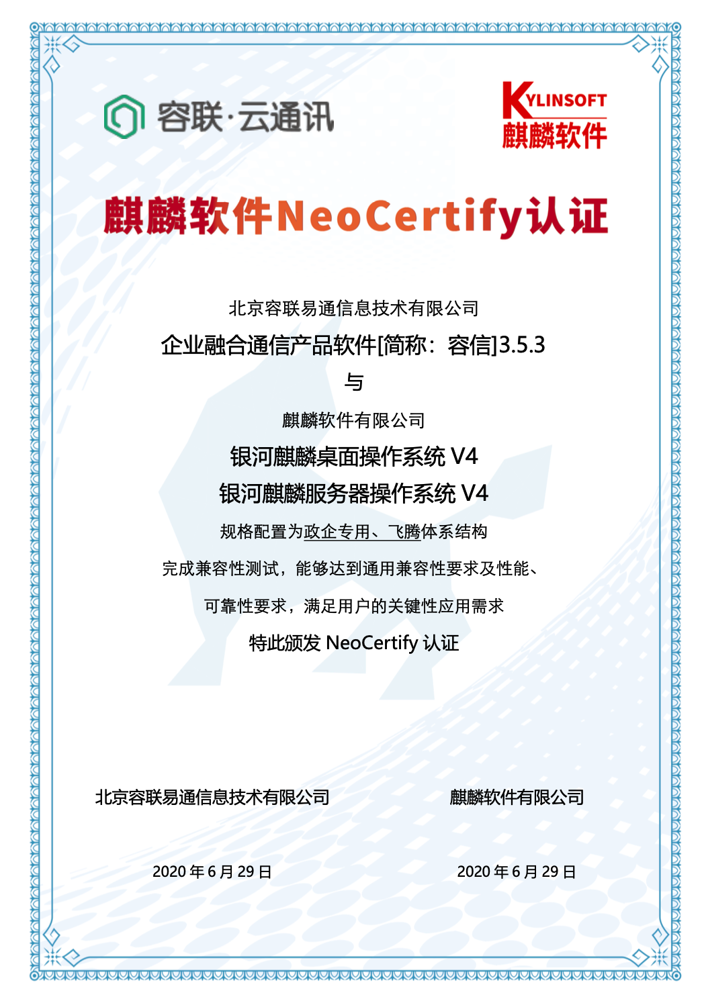 容联·云通讯
KYLINSOFT
麒麟软件
麒麟软件NeoCertify认证
北京容联易通信息技术有限公司
企业融合通信产品软件[简称：容信]3.5.3
与
麒麟软件有限公司
银河麒麟桌面操作系统 V4
银河麒麟服务器操作系统 V4
规格配置为政企专用、飞腾体系结构
完成兼容性测试，能够达到通用兼容性要求及性能、
可靠性要求，满足用户的关键性应用需求
特此颁发 NeoCertify 认证
北京容联易通信息技术有限公司 麒麟软件有限公司
2020 年 6 月 29 日 2020 年 6 月 29 日